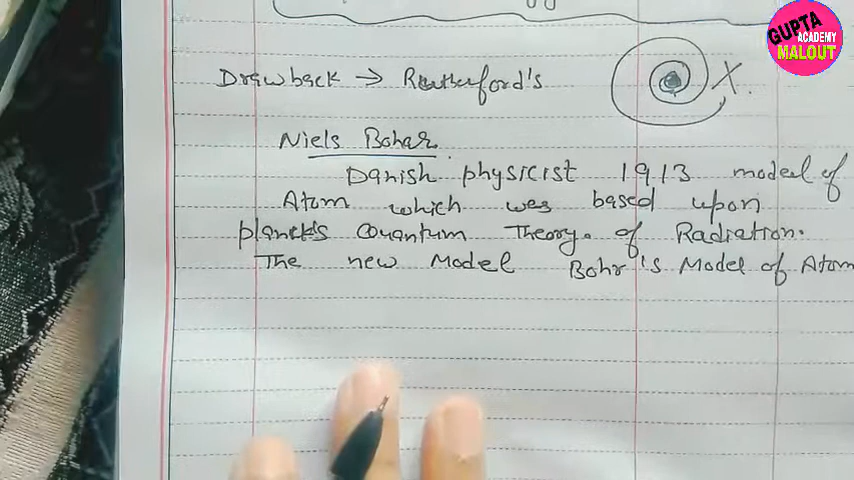 GUPTA
ACADEMY
MALOUT
Drawback → Rutherford's
X.
Niels Bohar
Danish physicist 1913 model of
Atom which was based upon
planck's Quantum Theory. of Radiation.
The new Model Bohr's Model of Atom